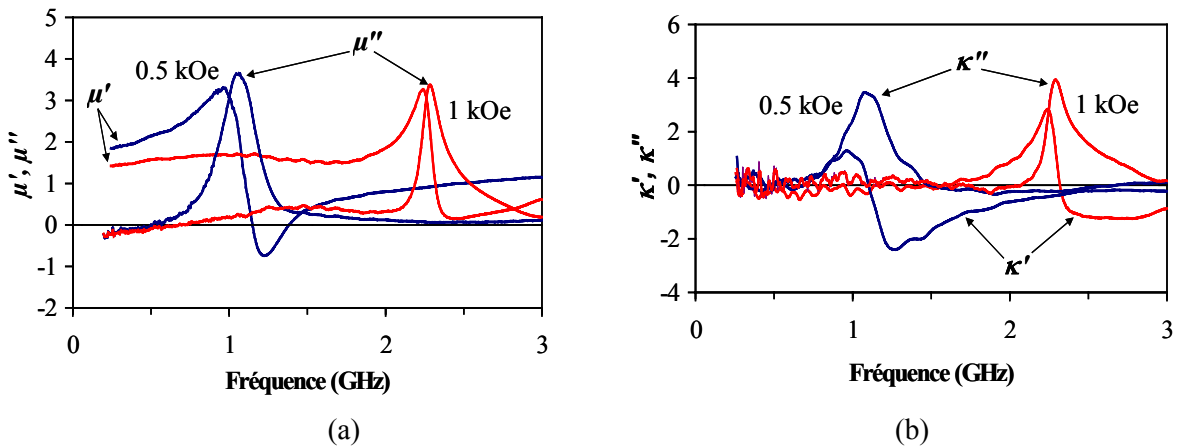 5
4
3
2
1
0
-1
-2
μ', μ''
μ'
0.5 kOe
μ''
1 kOe
0
1
2
3
Fréquence (GHz)
(a)
6
4
2
0
-2
-4
κ', κ''
0.5 kOe
κ''
1 kOe
κ'
0
1
2
3
Fréquence (GHz)
(b)